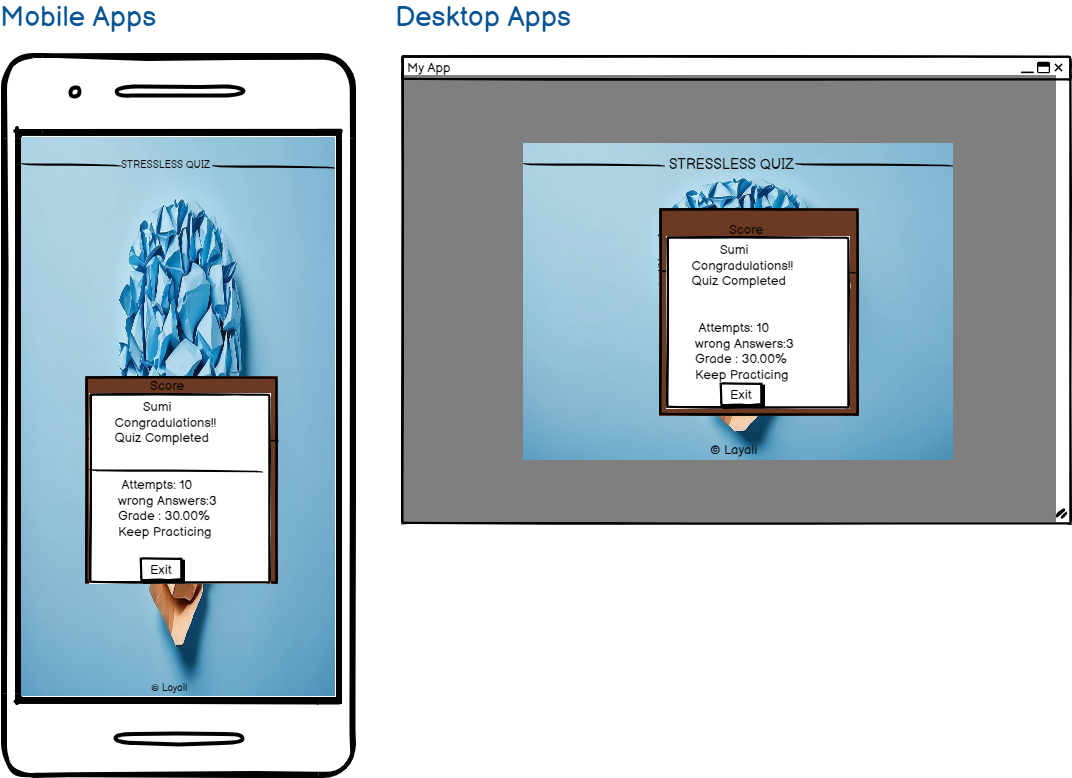 Mobile Apps
STRESSLESS QUIZ
Score
Sumi
Congradulations!!
Quiz Completed
Attempts: 10
wrong Answers:3
Grade : 30.00%
Keep Practicing
Exit
© Layali
Desktop Apps
My App
STRESSLESS QUIZ
Score
Sumi
Congradulations!!
Quiz Completed
Attempts: 10
wrong Answers:3
Grade : 30.00%
Keep Practicing
Exit
© Layali